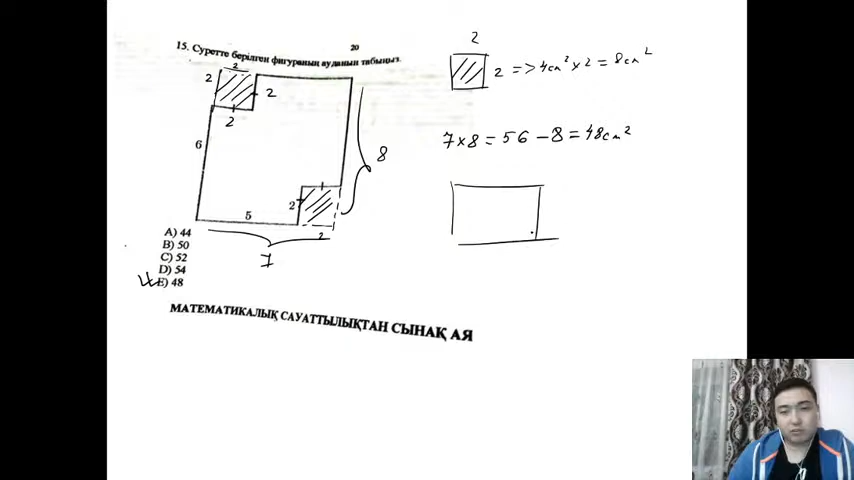 20
15. Суретте берілген фигураның ауданын табыңыз.
2
2
2
2
6
8
2
5
2
7
A) 44
B) 50
C) 52
D) 54
E) 48
МАТЕМАТИКАЛЫҚ САУАТТЫЛЫҚТАН СЫНАҚ АЯ
2
2 => 4см² x 2 = 8см²
7 x 8 = 56 - 8 = 48см²